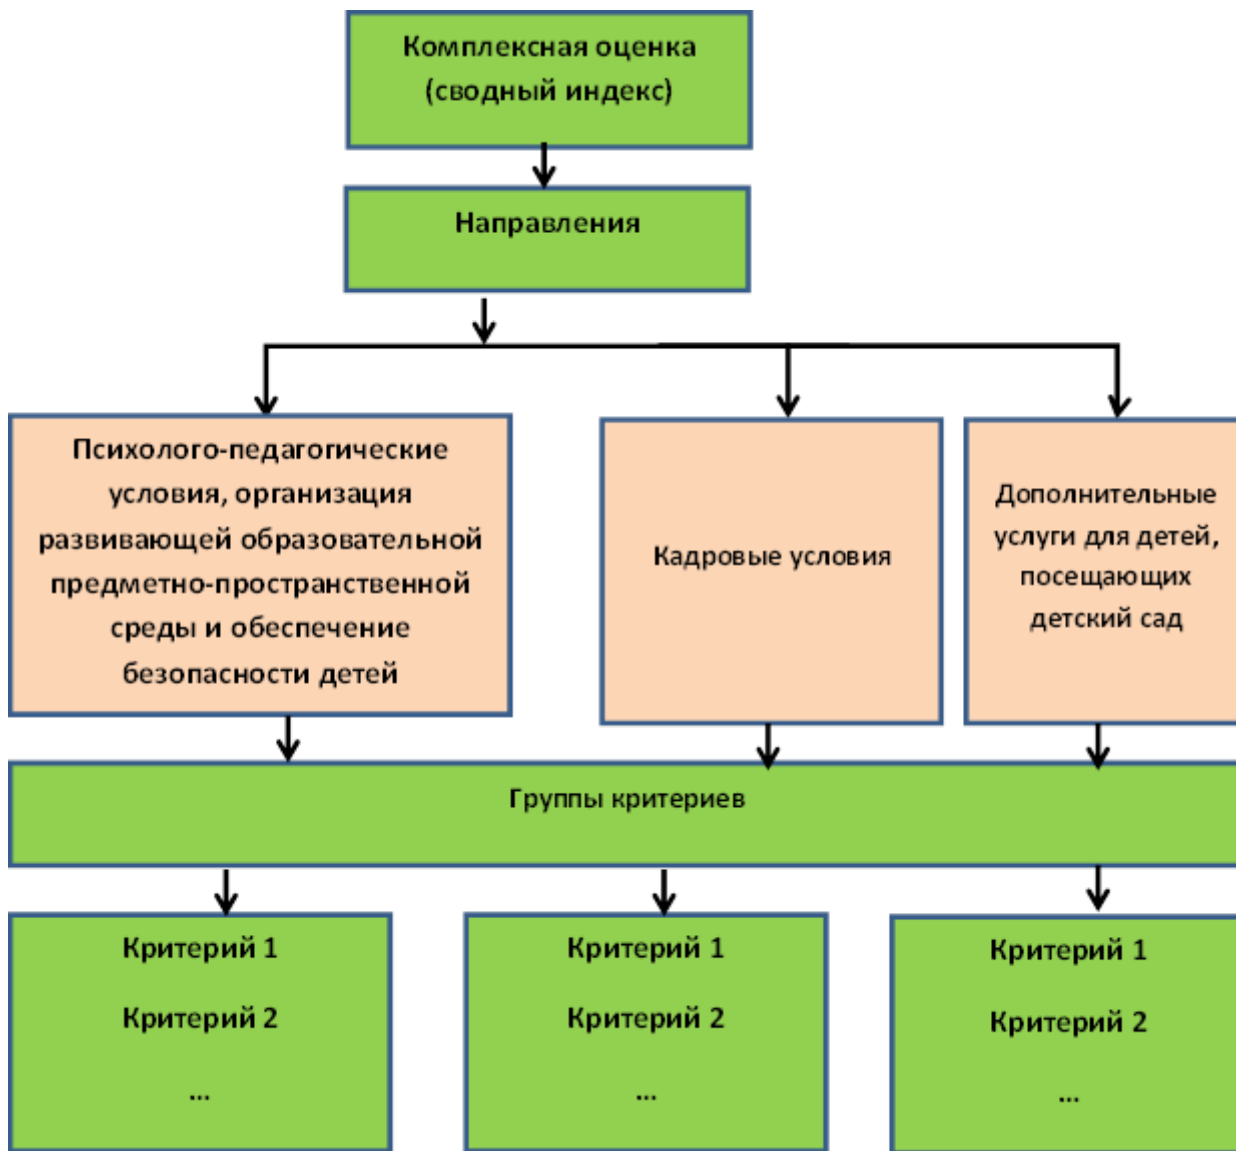 Комплексная оценка
(сводный индекс)
Направления
Психолого-педагогические
условия, организация
развивающей образовательной
предметно-пространственной
среды и обеспечение
безопасности детей
Кадровые условия
Дополнительные
услуги для детей,
посещающих
детский сад
Группы критериев
Критерий 1
Критерий 2
...
Критерий 1
Критерий 2
...
Критерий 1
Критерий 2
...